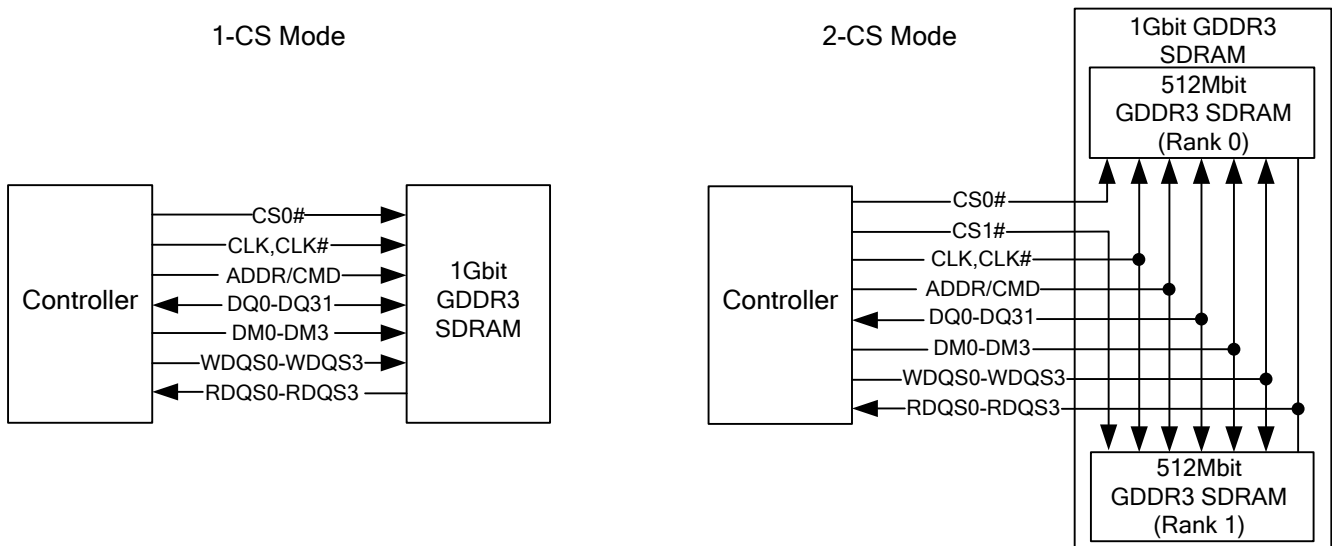 1-CS Mode
Controller
CS0#
CLK,CLK#
ADDR/CMD
DQ0-DQ31
DM0-DM3
WDQS0-WDQS3
RDQS0-RDQS3
1Gbit
GDDR3
SDRAM
2-CS Mode
Controller
CS0#
CS1#
CLK,CLK#
ADDR/CMD
DQ0-DQ31
DM0-DM3
WDQS0-WDQS3
RDQS0-RDQS3
1Gbit GDDR3
SDRAM
512Mbit
GDDR3 SDRAM
(Rank 0)
512Mbit
GDDR3 SDRAM
(Rank 1)